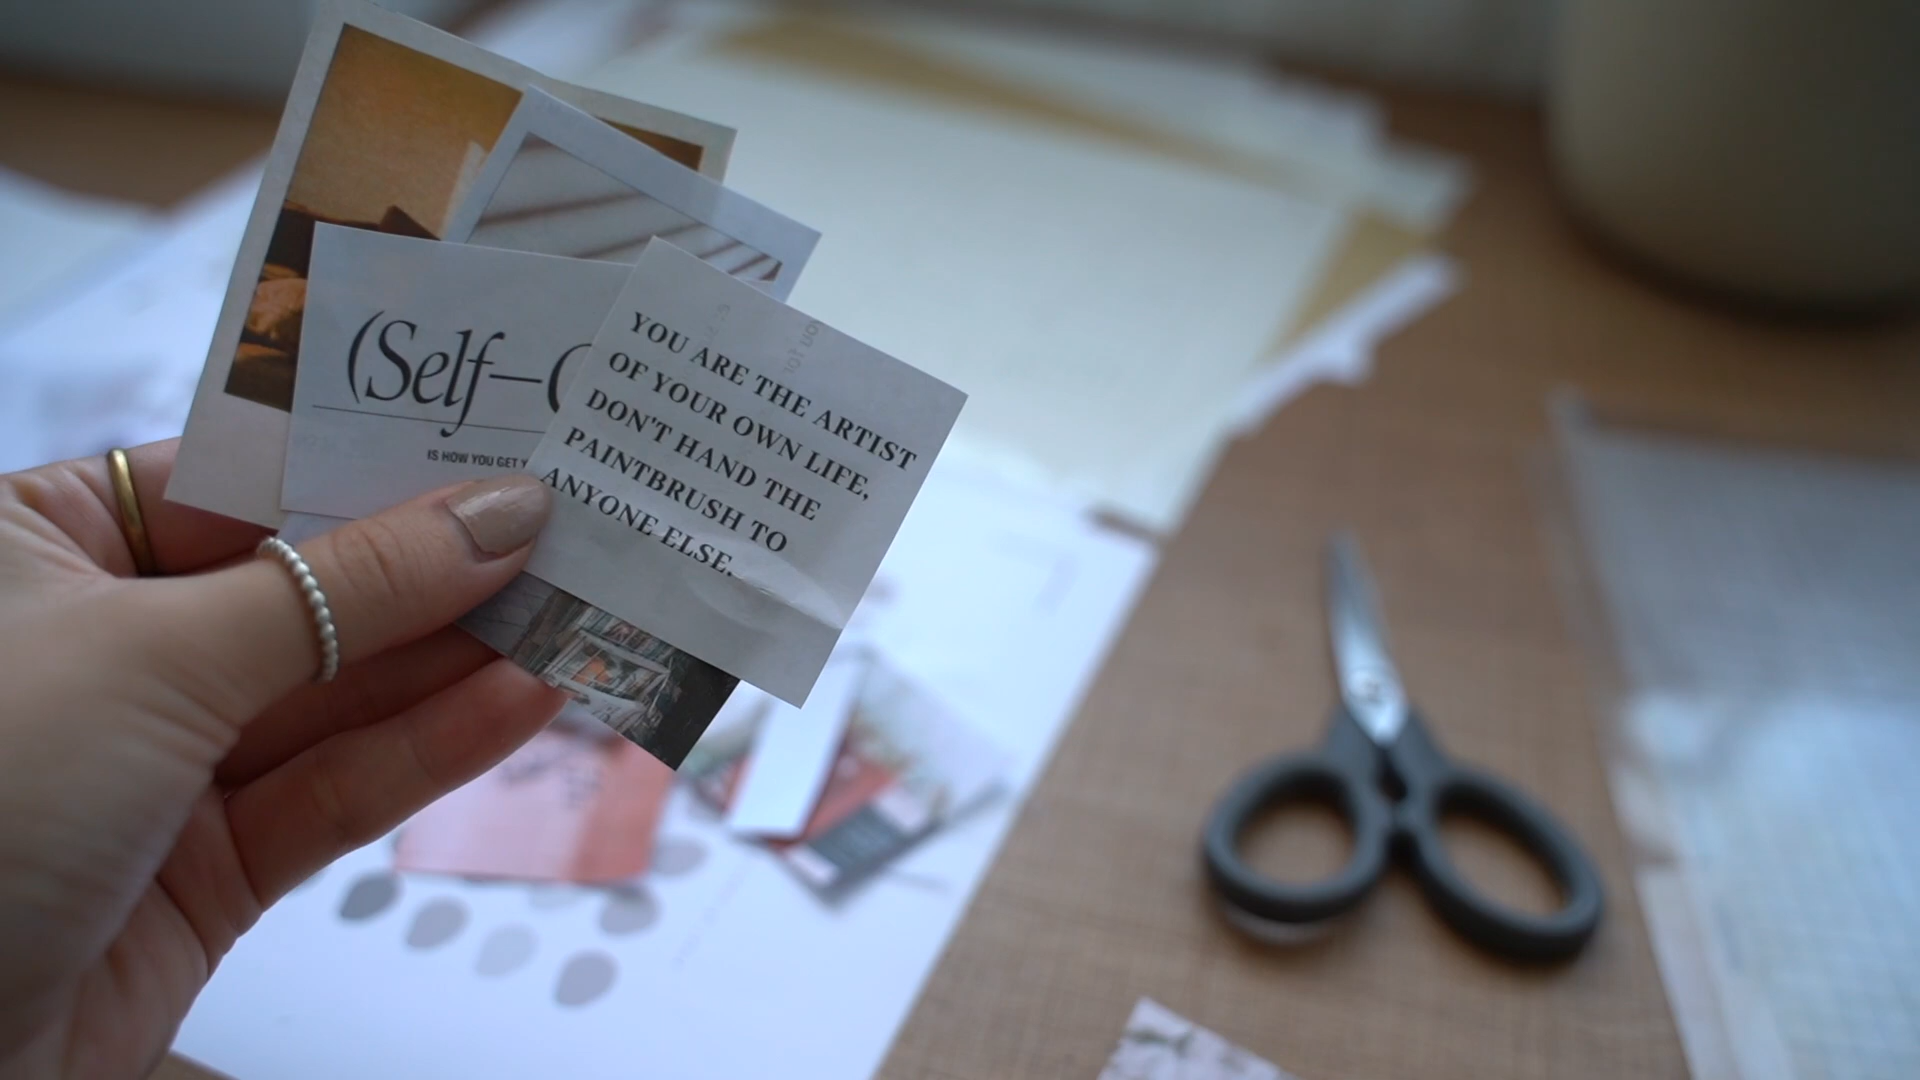 (Self—
IS HOW YOU GET
YOU ARE THE ARTIST
OF YOUR OWN LIFE,
DON'T HAND THE
PAINTBRUSH TO
ANYONE ELSE.